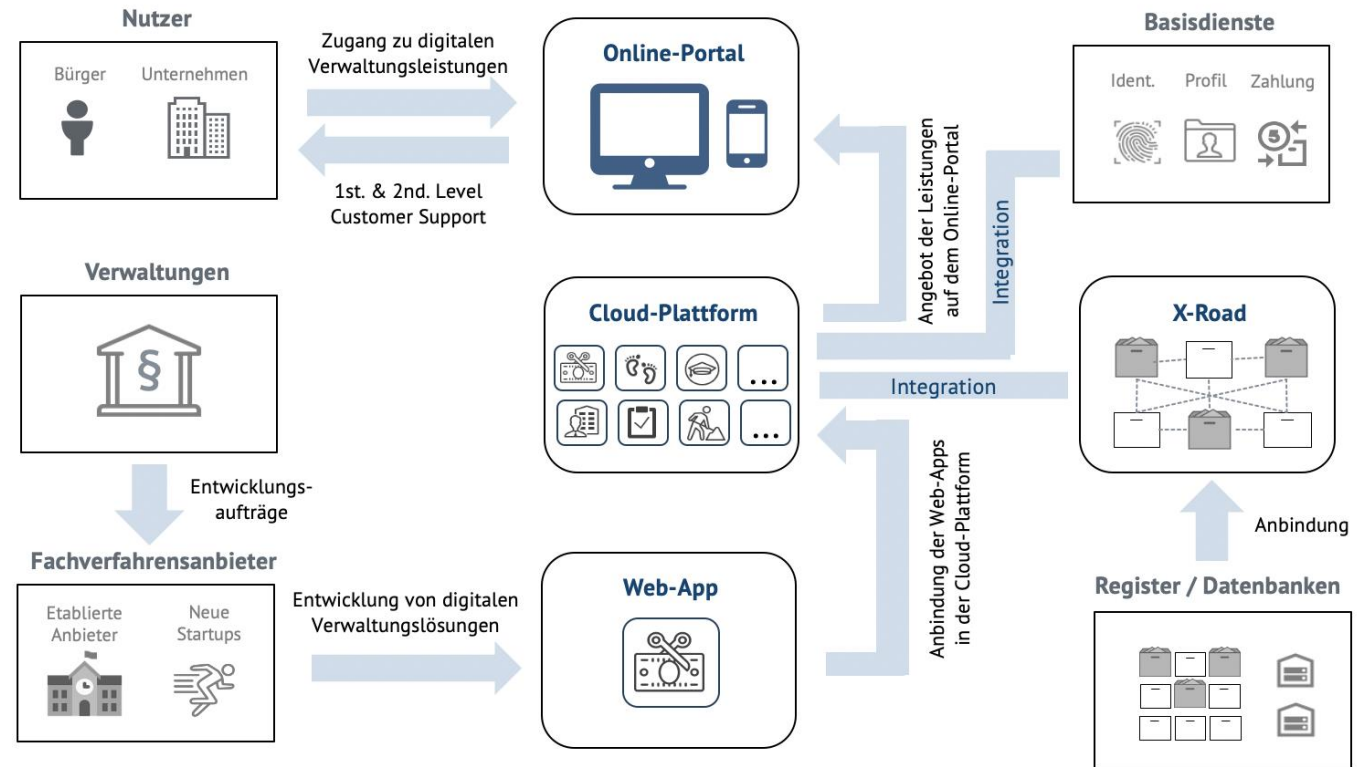 Nutzer
Bürger
Unternehmen
Zugang zu digitalen
Verwaltungsleistungen
1st. & 2nd. Level
Customer Support
Online-Portal
Basisdienste
Ident.
Profil
Zahlung
5
Angebot der Leistungen
auf dem Online-Portal
Integration
Verwaltungen
§
Cloud-Plattform
...
...
Integration
X-Road
Entwicklungs-
aufträge
Anbindung der Web-Apps
in der Cloud-Plattform
Anbindung
Fachverfahrensanbieter
Etablierte
Anbieter
Neue
Startups
Entwicklung von digitalen
Verwaltungslösungen
Web-App
Register / Datenbanken